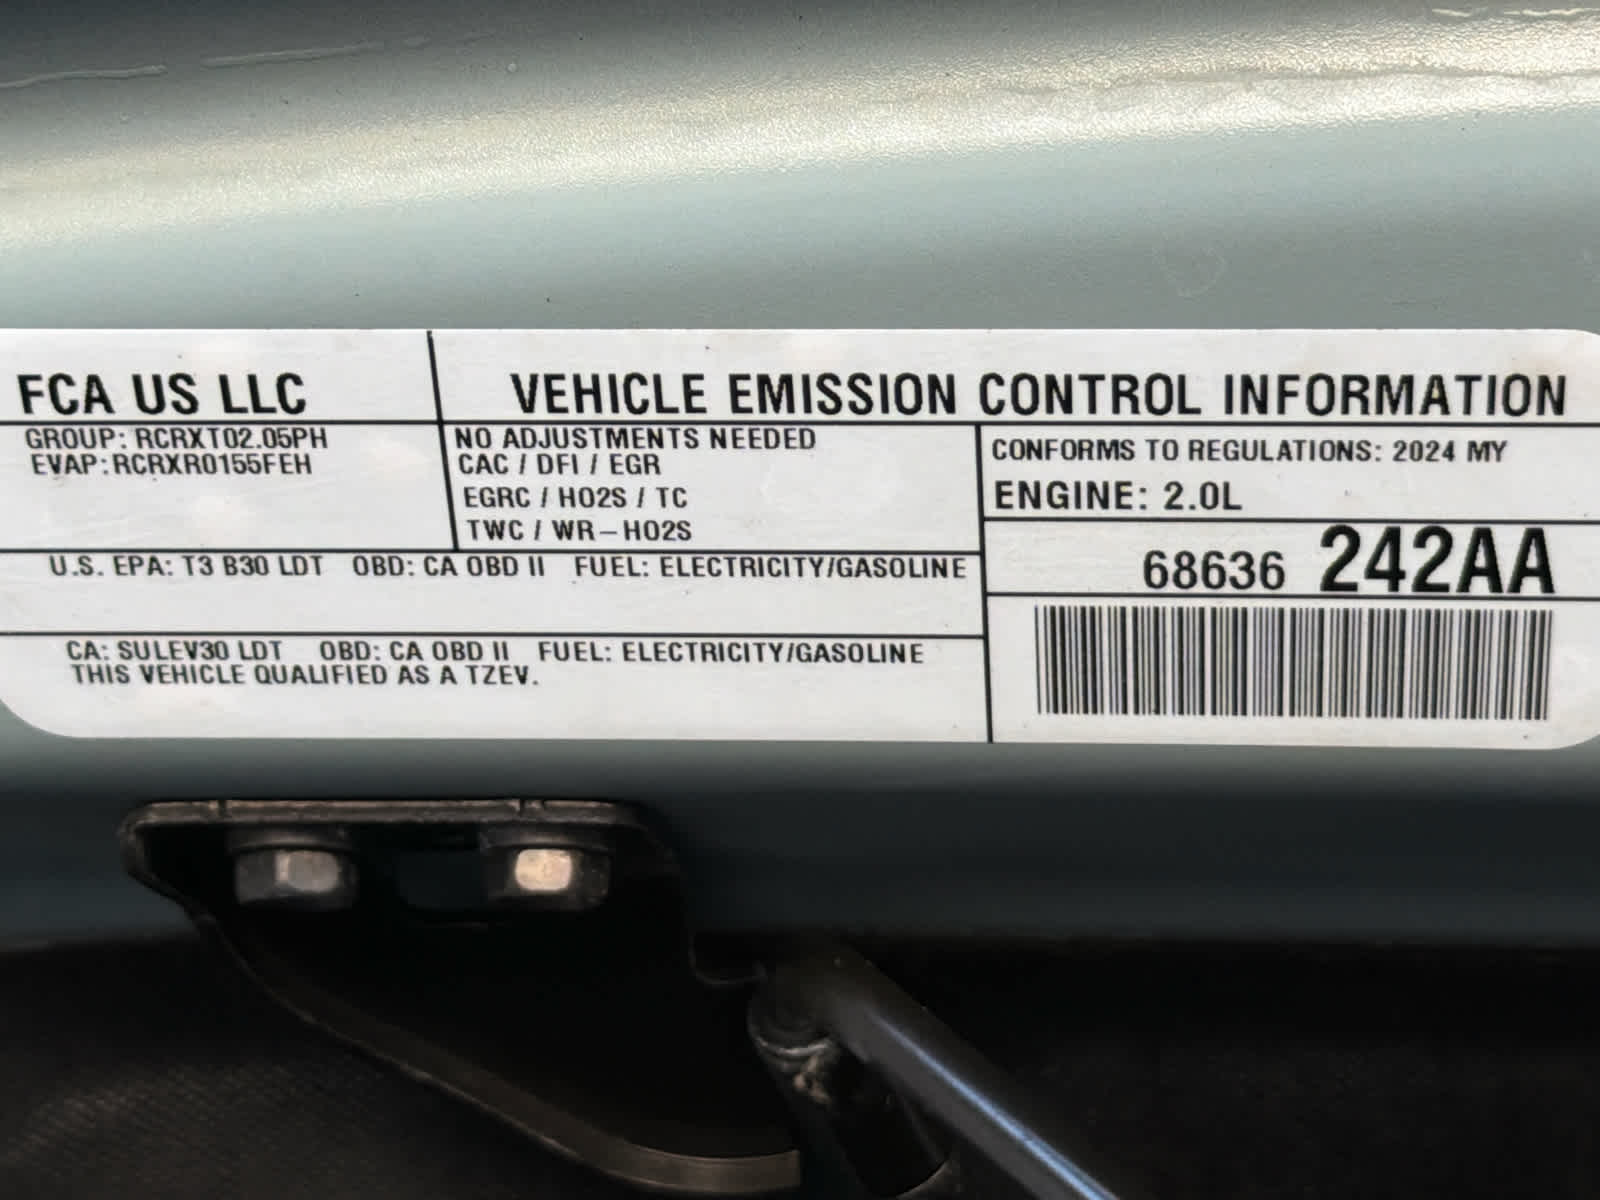 FCA US LLC
VEHICLE EMISSION CONTROL INFORMATION
GROUP: RCRXT02.05PH
EVAP:RCRXR0155FEH
NO ADJUSTMENTS NEEDED
CAC / DFI / EGR
EGRC / HO2S / TC
TWC / WR-HO2S
CONFORMS TO REGULATIONS: 2024 MY
ENGINE: 2.0L
68636 242AA
U.S. EPA: T3 B30 LDT OBD: CA OBD II FUEL: ELECTRICITY/GASOLINE
CA: SULEV30 LDT OBD: CA OBD II FUEL: ELECTRICITY/GASOLINE
THIS VEHICLE QUALIFIED AS A TZEV.